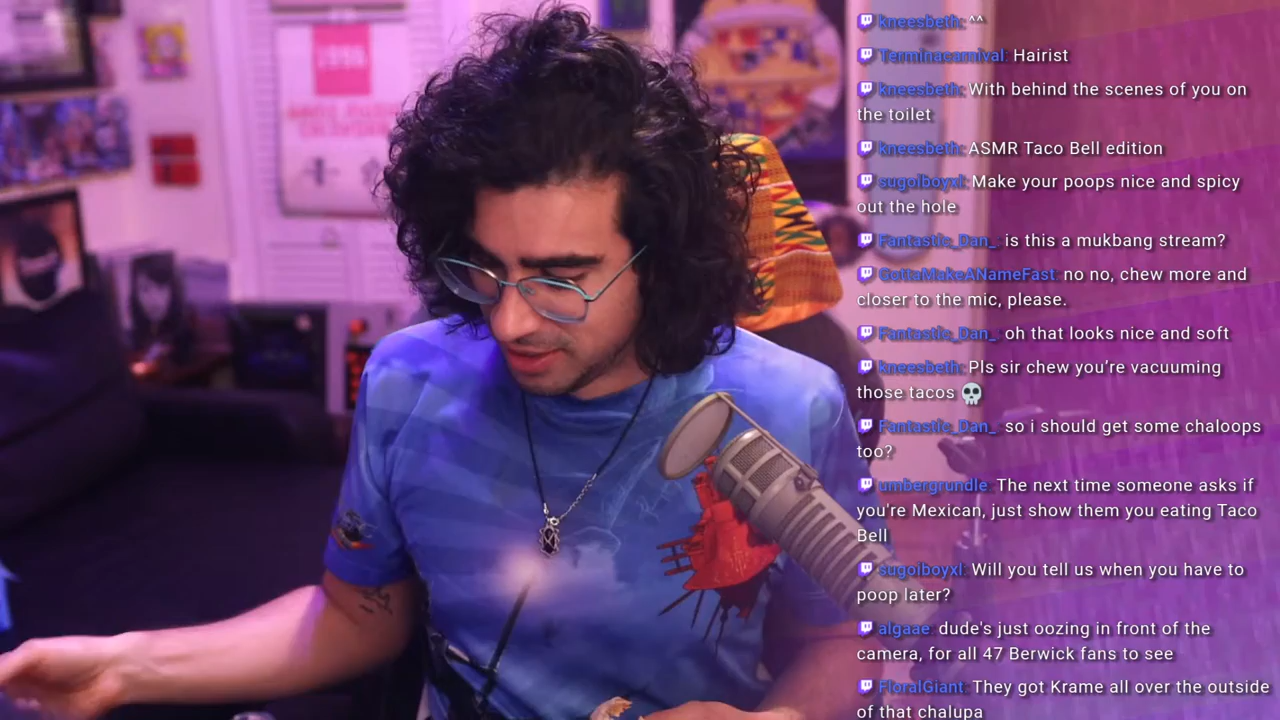 kneesbeth: ^^
Terminacarnival: Hairist
kneesbeth: With behind the scenes of you on
the toilet
kneesbeth: ASMR Taco Bell edition
sugoiboyxl: Make your poops nice and spicy
out the hole
Fantastic_Dan_: is this a mukbang stream?
GottaMakeANameFast: no no, chew more and
closer to the mic, please.
Fantastic_Dan_: oh that looks nice and soft
kneesbeth: Pls sir chew you're vacuuming
those tacos 💀
Fantastic_Dan_: so i should get some chaloops
too?
umbergrundle: The next time someone asks if
you're Mexican, just show them you eating Taco
Bell
sugoiboyxl: Will you tell us when you have to
poop later?
algaae: dude's just oozing in front of the
camera, for all 47 Berwick fans to see
FloralGiant: They got Krame all over the outside
of that chalupa